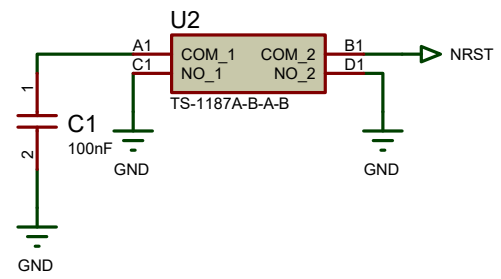 U2
A1 COM_1 COM_2 B1 NRST
C1 NO_1 NO_2 D1
TS-1187A-B-A-B
1
C1
100nF
2
GND
GND
GND